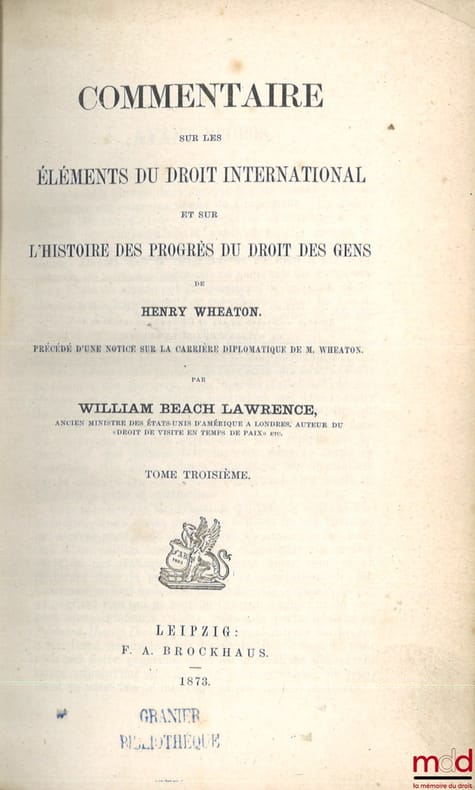 COMMENTAIRE
SUR LES
ÉLÉMENTS DU DROIT INTERNATIONAL
ET SUR
L'HISTOIRE DES PROGRÈS DU DROIT DES GENS
DE
HENRY WHEATON.
PRÉCÉDÉ D'UNE NOTICE SUR LA CARRIÈRE DIPLOMATIQUE DE M. WHEATON.
PAR
WILLIAM BEACH LAWRENCE,
ANCIEN MINISTRE DES ÉTATS-UNIS D'AMÉRIQUE A LONDRES, AUTEUR DU
«DROIT DE VISITE EN TEMPS DE PAIX» ETC.
TOME TROISIÈME.
LEIPZIG:
F. A. BROCKHAUS.
1873.
GRANIER
BIBLIOTHÈQUE
mdd
la mémoire du droit.